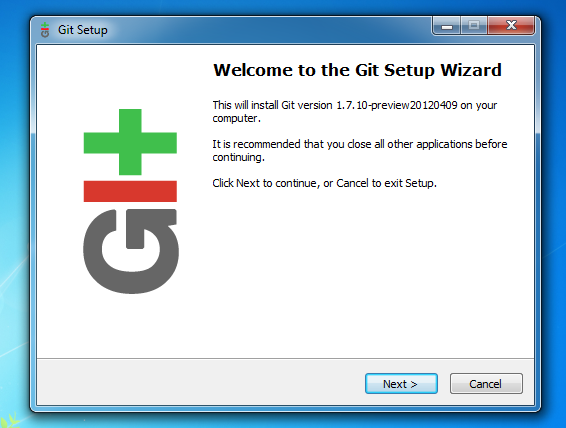 Git Setup
Welcome to the Git Setup Wizard
This will install Git version 1.7.10-preview20120409 on your
computer.
It is recommended that you close all other applications before
continuing.
Click Next to continue, or Cancel to exit Setup.
git
Next >
Cancel